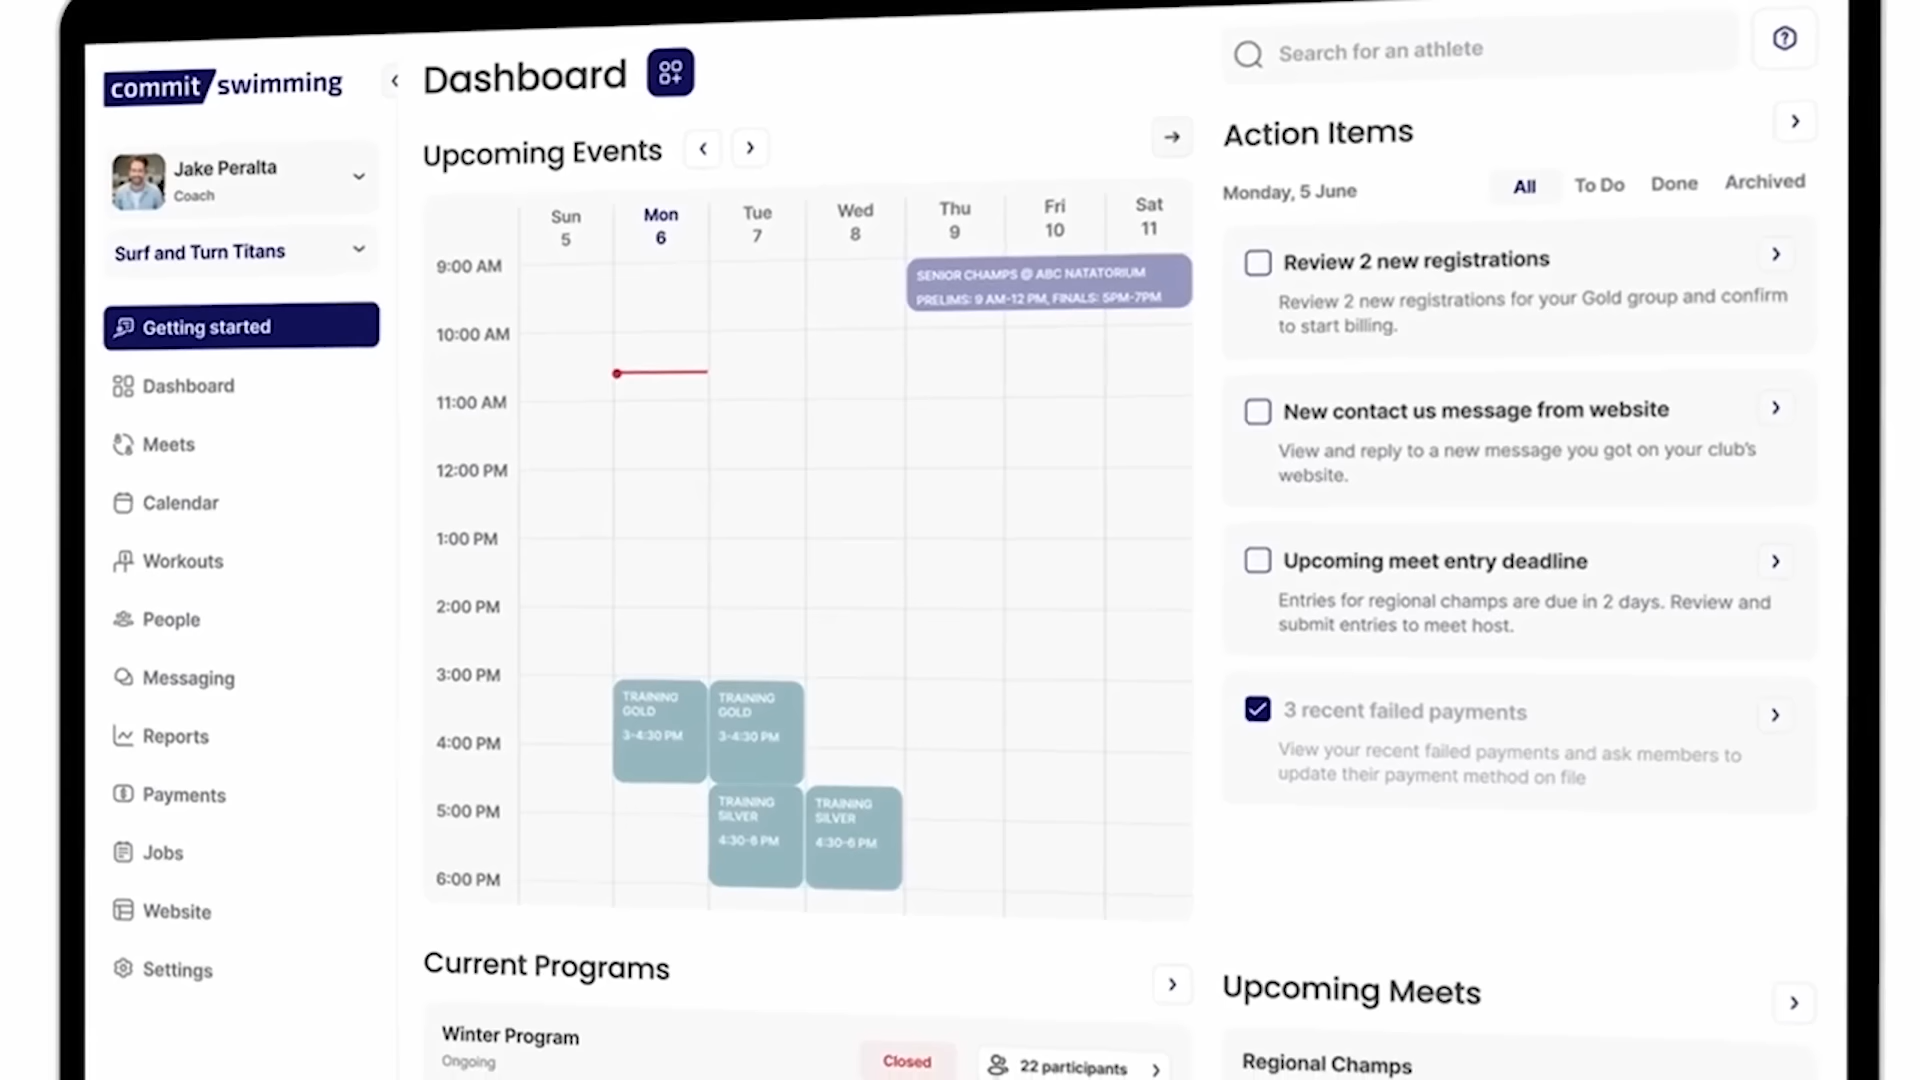 commit swimming
Jake Peralta
Coach
Surf and Turn Titans
Getting started
Dashboard
Meets
Calendar
Workouts
People
Messaging
Reports
Payments
Jobs
Website
Settings
Dashboard
Upcoming Events
Sun Mon Tue Wed Thu Fri Sat
5 6 7 8 9 10 11
9:00 AM
10:00 AM
11:00 AM
12:00 PM
1:00 PM
2:00 PM
3:00 PM
4:00 PM
5:00 PM
6:00 PM
SENIOR CHAMPS @ ABC NATATORIUM
PRELIMS: 9 AM-12 PM, FINALS: 5PM-7PM
TRAINING
GOLD
3-4:30 PM
TRAINING
GOLD
3-4:30 PM
TRAINING
SILVER
4:30-6 PM
TRAINING
SILVER
4:30-6 PM
Current Programs
Winter Program
Ongoing
Closed
22 participants
Search for an athlete
Action Items
Monday, 5 June
All To Do Done Archived
Review 2 new registrations
Review 2 new registrations for your Gold group and confirm
to start billing.
New contact us message from website
View and reply to a new message you got on your club's
website.
Upcoming meet entry deadline
Entries for regional champs are due in 2 days. Review and
submit entries to meet host.
3 recent failed payments
View your recent failed payments and ask members to
update their payment method on file
Upcoming Meets
Regional Champs